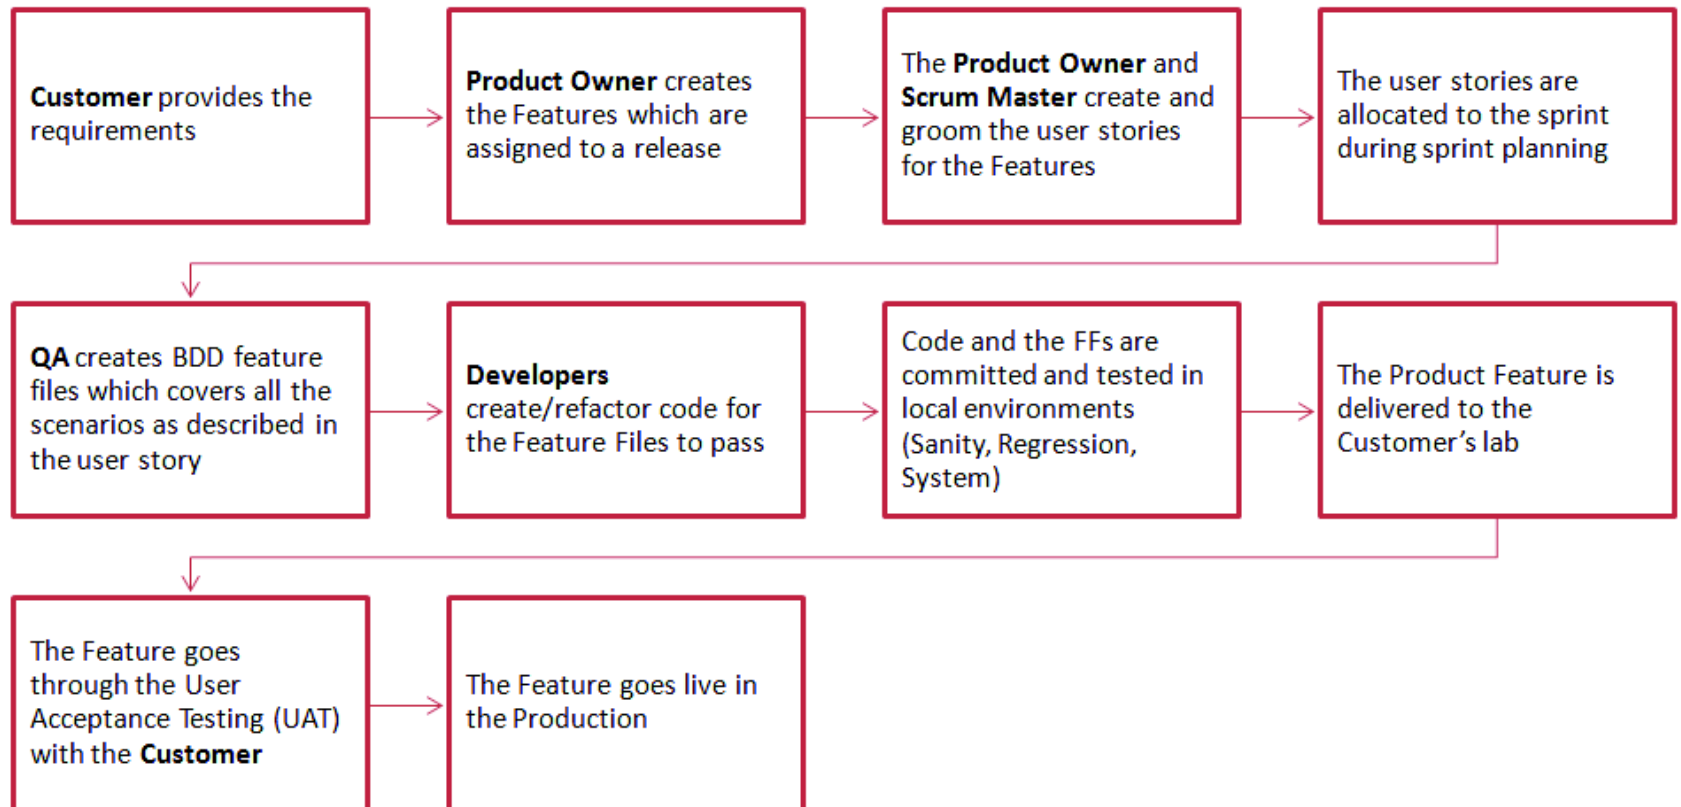 Customer provides the
requirements
Product Owner creates
the Features which are
assigned to a release
The Product Owner and
Scrum Master create and
groom the user stories
for the Features
The user stories are
allocated to the sprint
during sprint planning
QA creates BDD feature
files which covers all the
scenarios as described in
the user story
Developers
create/refactor code for
the Feature Files to pass
Code and the FFs are
committed and tested in
local environments
(Sanity, Regression,
System)
The Product Feature is
delivered to the
Customer’s lab
The Feature goes
through the User
Acceptance Testing (UAT)
with the Customer
The Feature goes live in
the Production